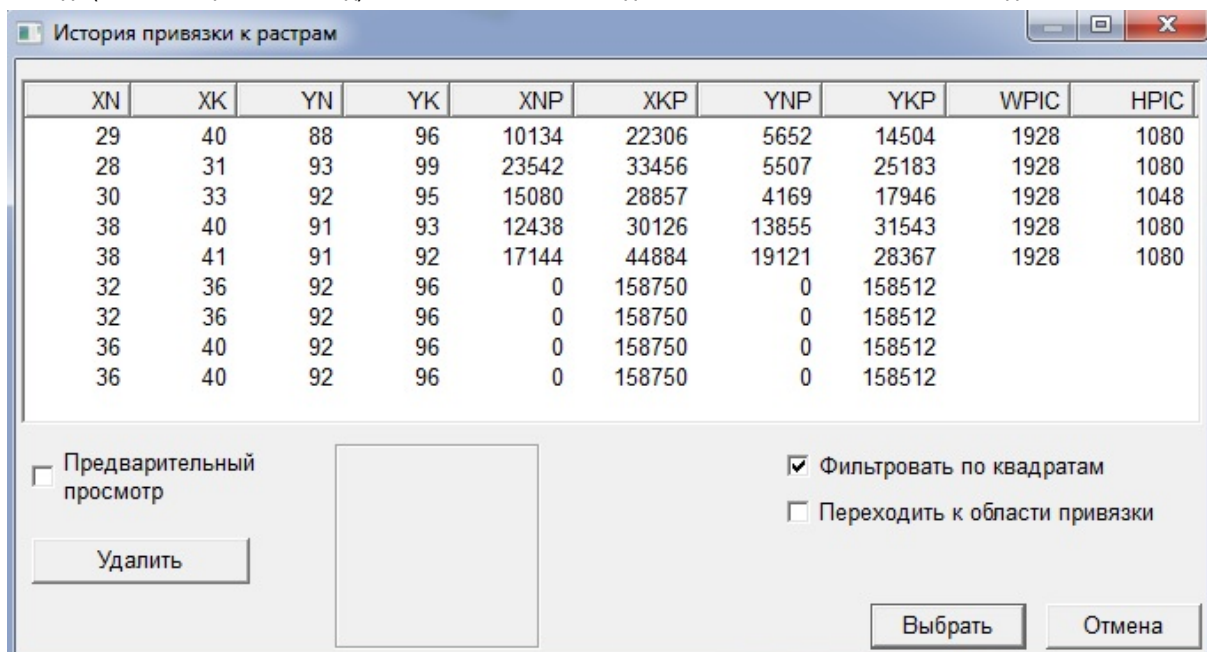 История привязки к растрам
XN XK YN YK XNP XKP YNP YKP WPIC HPIC
29 40 88 96 10134 22306 5652 14504 1928 1080
28 31 93 99 23542 33456 5507 25183 1928 1080
30 33 92 95 15080 28857 4169 17946 1928 1048
38 40 91 93 12438 30126 13855 31543 1928 1080
38 41 91 92 17144 44884 19121 28367 1928 1080
32 36 92 96 0 158750 0 158512
32 36 92 96 0 158750 0 158512
36 40 92 96 0 158750 0 158512
36 40 92 96 0 158750 0 158512
Предварительный
просмотр
Фильтровать по квадратам
Переходить к области привязки
Удалить
Выбрать Отмена